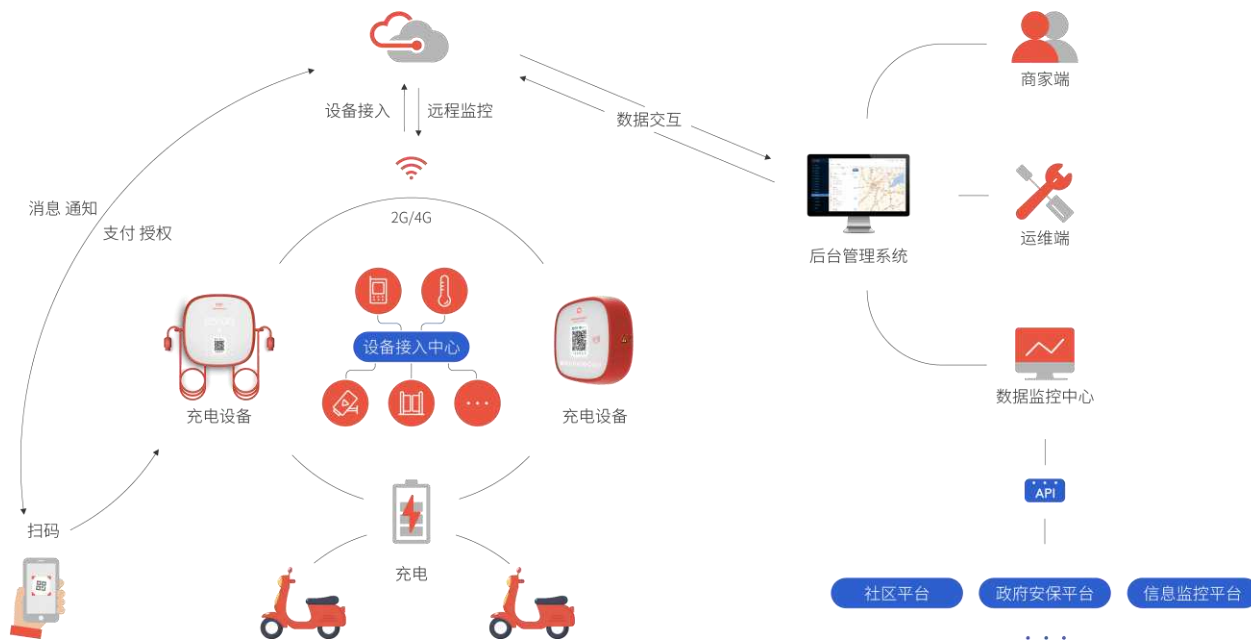 商家端
设备接入
远程监控
数据交互
消息 通知
支付 授权
2G/4G
运维端
后台管理系统
设备接入中心
充电设备
充电设备
数据监控中心
API
扫码
充电
社区平台
政府安保平台
信息监控平台